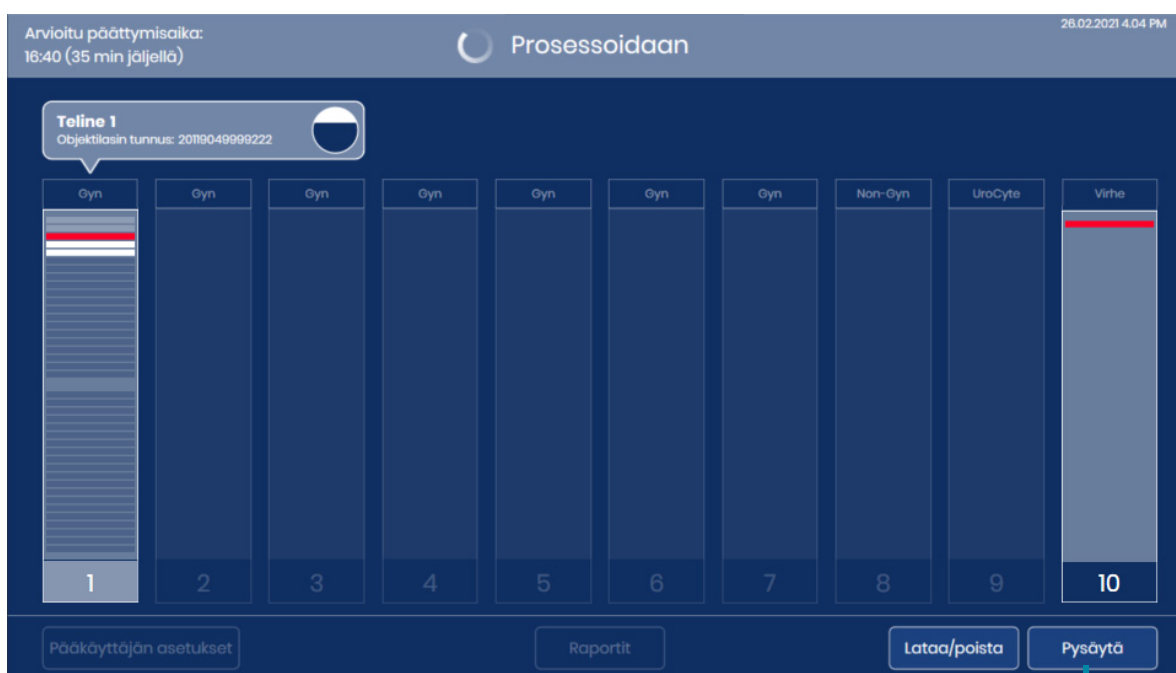 Arvioitu päättymisaika:
16:40 (35 min jäljellä)
Prosessoidaan
26.02.2021 4.04 PM
Teline 1
Objektilasin tunnus: 20119049999222
Gyn Gyn Gyn Gyn Gyn Gyn Gyn Non-Gyn UroCyte Virhe
1 2 3 4 5 6 7 8 9 10
Pääkäyttäjän asetukset Raportit Lataa/poista Pysäytä